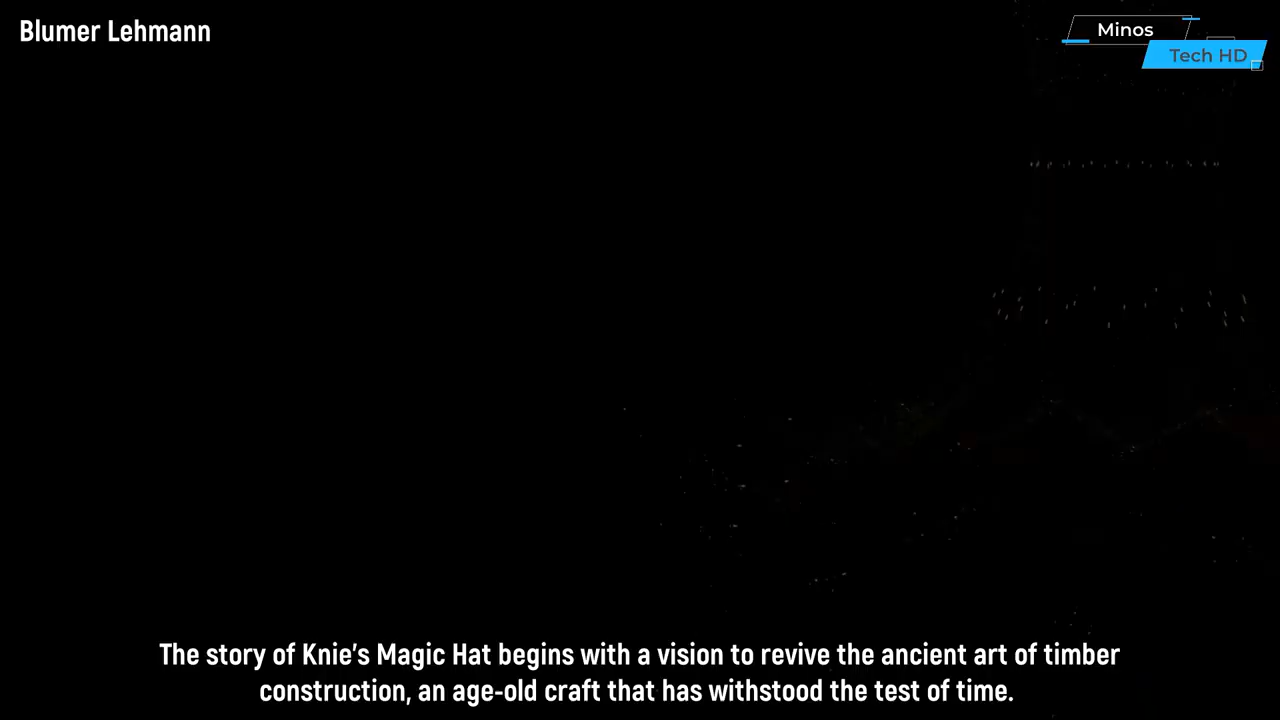 Blumer Lehmann
Minos
Tech HD
The story of Knie's Magic Hat begins with a vision to revive the ancient art of timber
construction, an age-old craft that has withstood the test of time.